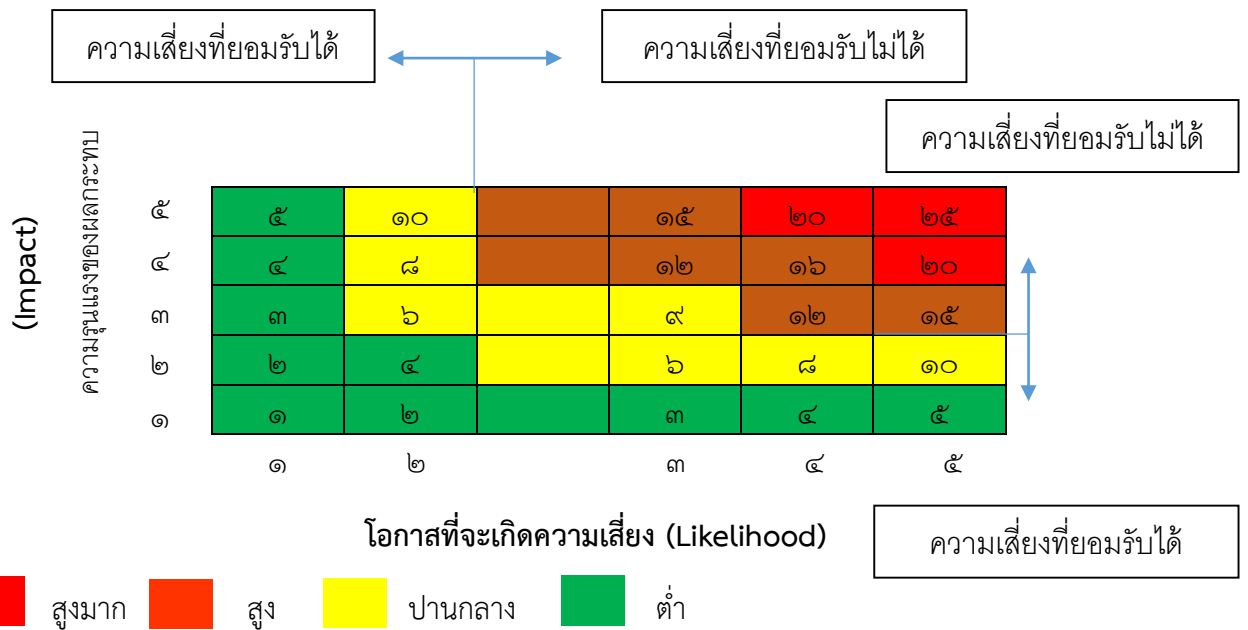 ความเสี่ยงที่ยอมรับได้ ความเสี่ยงที่ยอมรับไม่ได้
ความเสี่ยงที่ยอมรับไม่ได้
(Impact)
ความรุนแรงของผลกระทบ
๕ ๕ ๑๐ ๑๕ ๒๐ ๒๕
๔ ๔ ๘ ๑๒ ๑๖ ๒๐
๓ ๓ ๖ ๙ ๑๒ ๑๕
๒ ๒ ๔ ๖ ๘ ๑๐
๑ ๑ ๒ ๓ ๔ ๕
๑ ๒ ๓ ๔ ๕
โอกาสที่จะเกิดความเสี่ยง (Likelihood)
ความเสี่ยงที่ยอมรับได้
สูงมาก สูง ปานกลาง ต่ำ